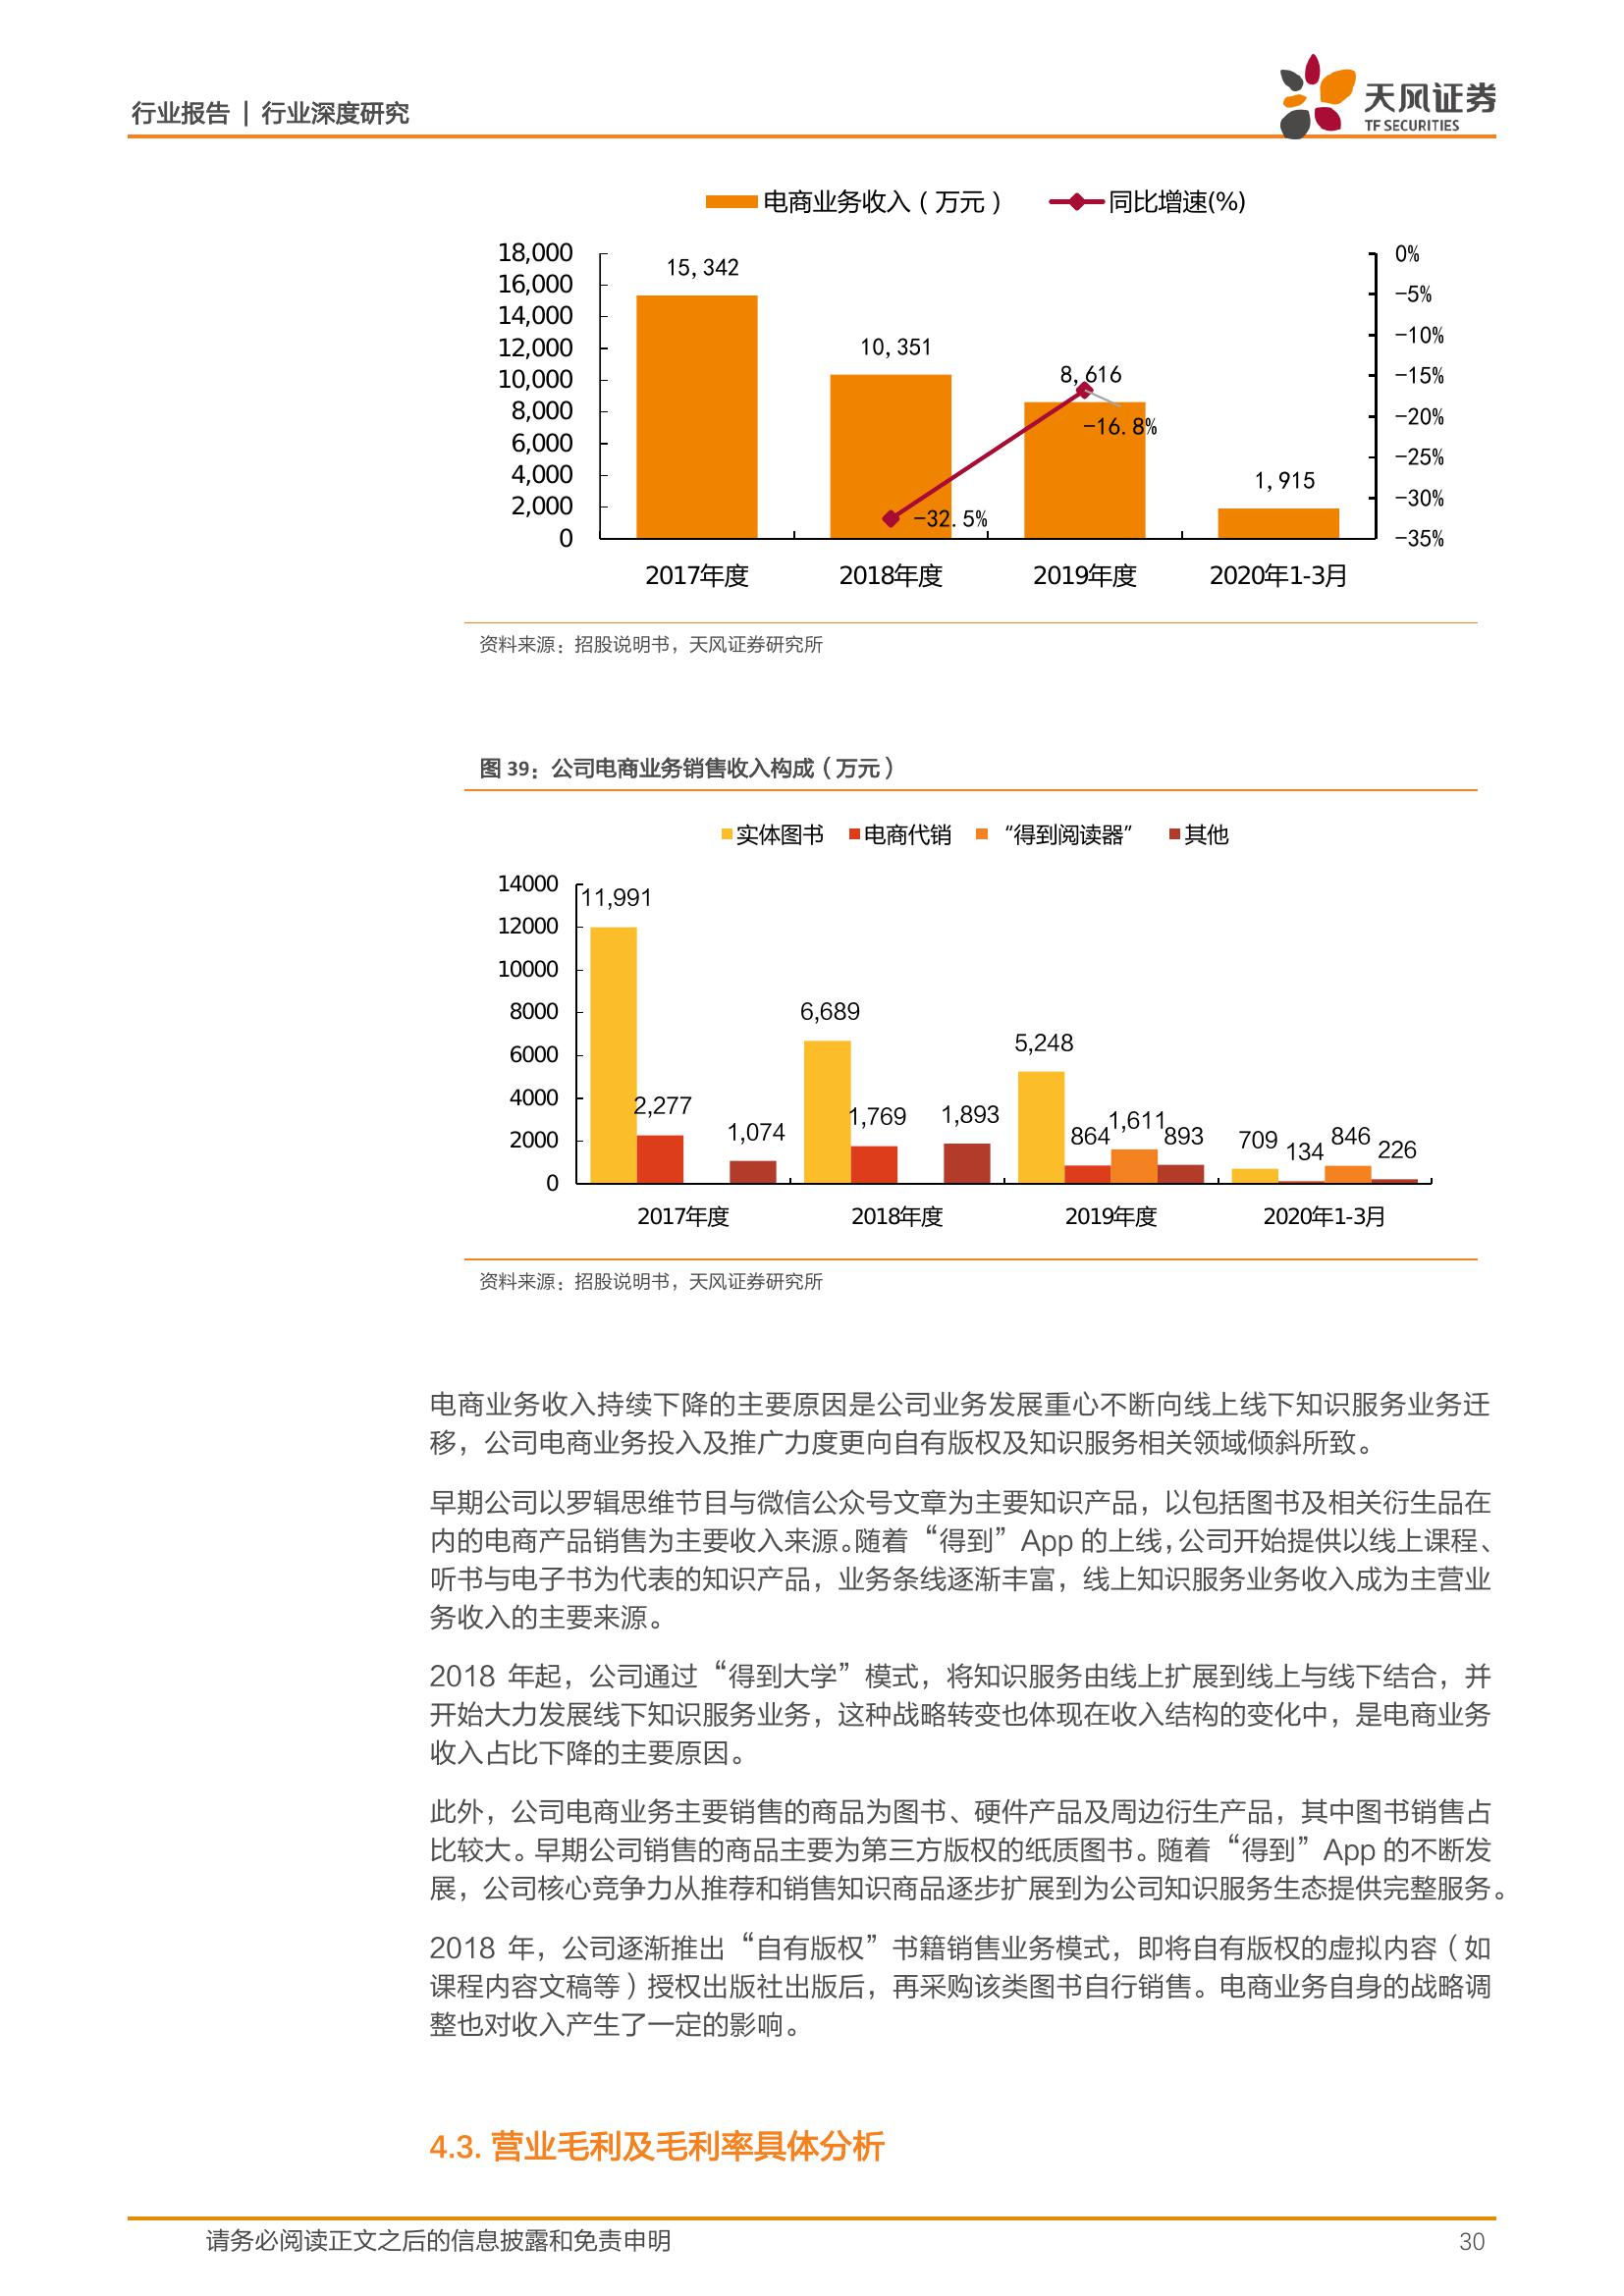 行业报告 | 行业深度研究
天风证券
TF SECURITIES
电商业务收入（万元） 同比增速(%)
18,000
16,000
14,000
12,000
10,000
8,000
6,000
4,000
2,000
0
15,342
10,351
8,616
1,915
-32.5%
-16.8%
0%
-5%
-10%
-15%
-20%
-25%
-30%
-35%
2017年度 2018年度 2019年度 2020年1-3月
资料来源：招股说明书，天风证券研究所
图 39：公司电商业务销售收入构成（万元）
实体图书 电商代销 “得到阅读器” 其他
14000
12000
10000
8000
6000
4000
2000
0
11,991
2,277
1,074
6,689
1,769
1,893
5,248
864
1,611
893
709
134
846
226
2017年度 2018年度 2019年度 2020年1-3月
资料来源：招股说明书，天风证券研究所
电商业务收入持续下降的主要原因是公司业务发展重心不断向线上线下知识服务业务迁
移，公司电商业务投入及推广力度更向自有版权及知识服务相关领域倾斜所致。
早期公司以罗辑思维节目与微信公众号文章为主要知识产品，以包括图书及相关衍生品在
内的电商产品销售为主要收入来源。随着“得到”App 的上线，公司开始提供以线上课程、
听书与电子书为代表的知识产品，业务条线逐渐丰富，线上知识服务业务收入成为主营业
务收入的主要来源。
2018 年起，公司通过“得到大学”模式，将知识服务由线上扩展到线上与线下结合，并
开始大力发展线下知识服务业务，这种战略转变也体现在收入结构的变化中，是电商业务
收入占比下降的主要原因。
此外，公司电商业务主要销售的商品为图书、硬件产品及周边衍生产品，其中图书销售占
比较大。早期公司销售的商品主要为第三方版权的纸质图书。随着“得到”App 的不断发
展，公司核心竞争力从推荐和销售知识商品逐步扩展到为公司知识服务生态提供完整服务。
2018 年，公司逐渐推出“自有版权”书籍销售业务模式，即将自有版权的虚拟内容（如
课程内容文稿等）授权出版社出版后，再采购该类图书自行销售。电商业务自身的战略调
整也对收入产生了一定的影响。
4.3. 营业毛利及毛利率具体分析
请务必阅读正文之后的信息披露和免责申明 30